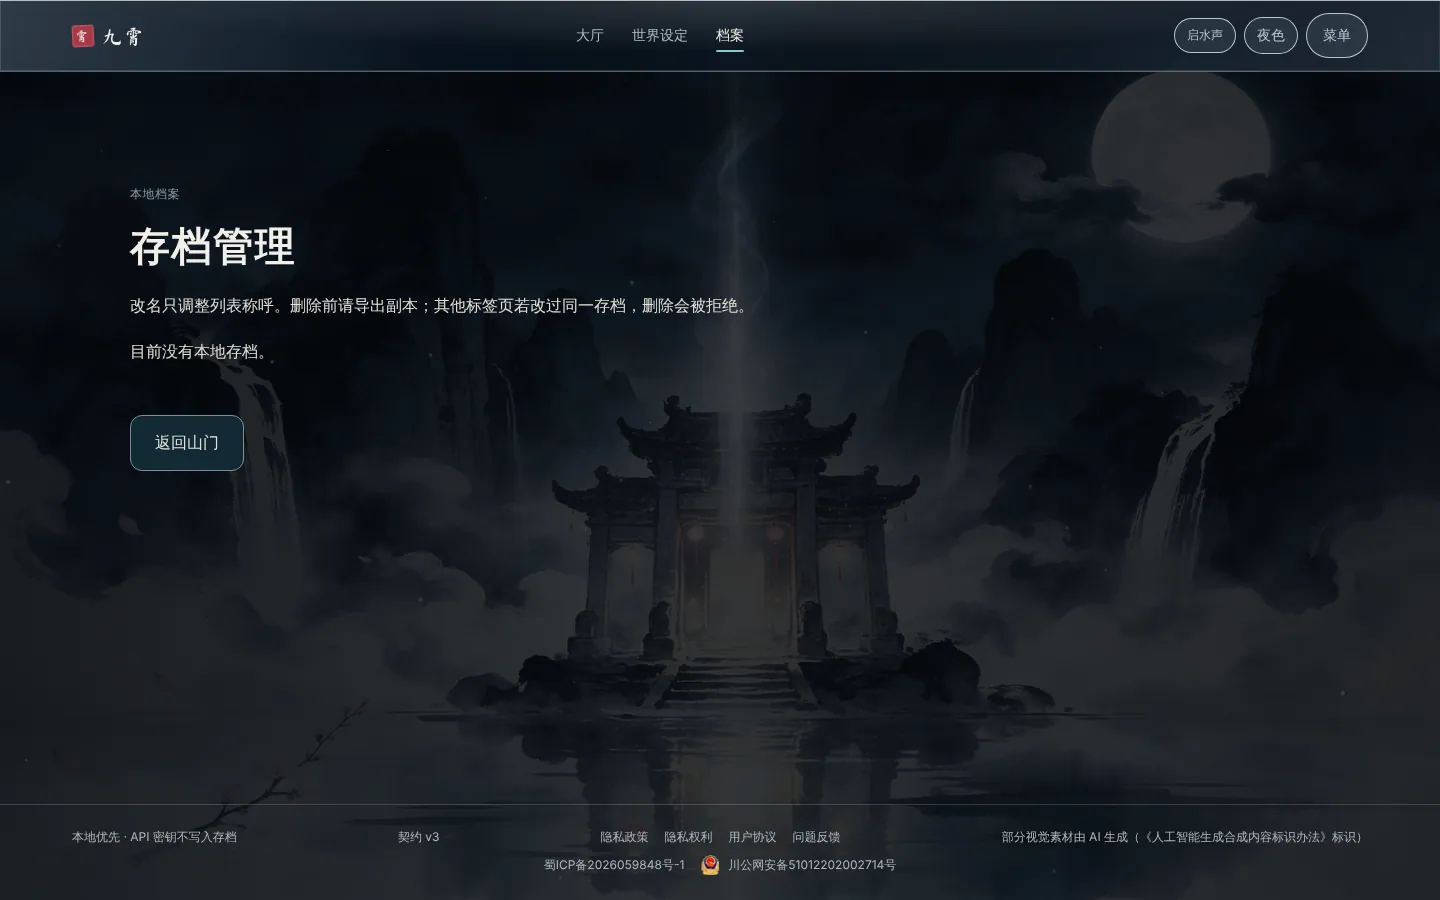 霄 九霄
大厅 世界设定 档案
启水声 夜色 菜单
本地档案
存档管理
改名只调整列表称呼。删除前请导出副本；其他标签页若改过同一存档，删除会被拒绝。
目前没有本地存档。
返回山门
本地优先 · API 密钥不写入存档
契约 v3
隐私政策 隐私权利 用户协议 问题反馈
部分视觉素材由 AI 生成（《人工智能生成合成内容标识办法》标识）
蜀ICP备2026059848号-1 川公网安备51012202002714号